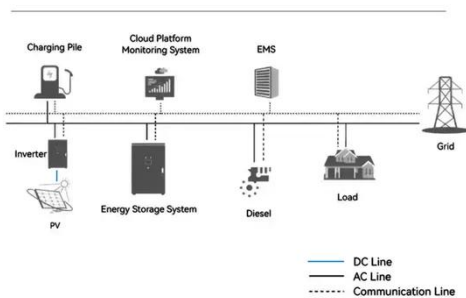 Charging Pile
Cloud Platform
Monitoring System
EMS
Grid
Inverter
PV
Energy Storage System
Diesel
Load
DC Line
AC Line
Communication Line